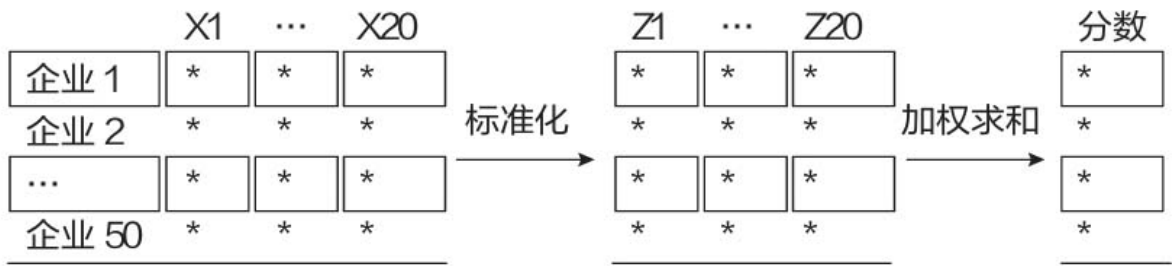 X1 … X20 Z1 … Z20 分数
企业 1 * * * * * * *
企业 2 * * * 标准化 * * * 加权求和 *
… * * * * * * *
企业 50 * * * * * * *